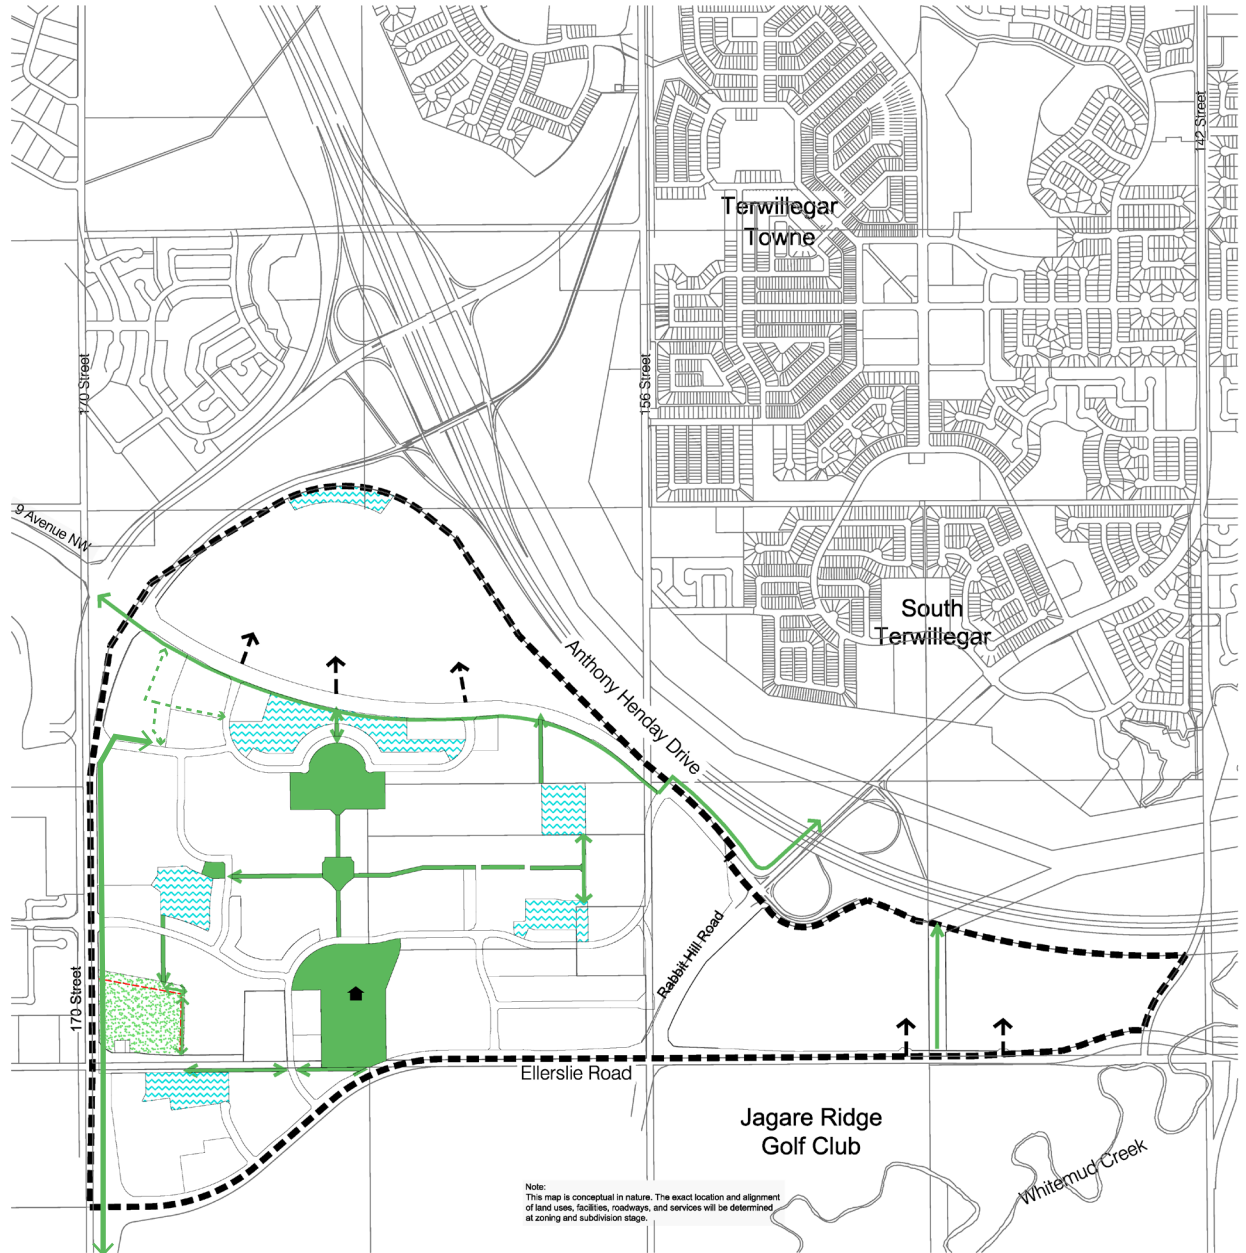 142 Street
Terwillegar
Towne
170 Street
156 Street
9 Avenue NW
South
Terwillegar
Anthony Henday Drive
Rabbit Hill Road
170 Street
Ellerslie Road
Jagare Ridge
Golf Club
Whitemud Creek
Note:
This map is conceptual in nature. The exact location and alignment
of land uses, facilities, roadways, and services will be determined
at zoning and subdivision stage.